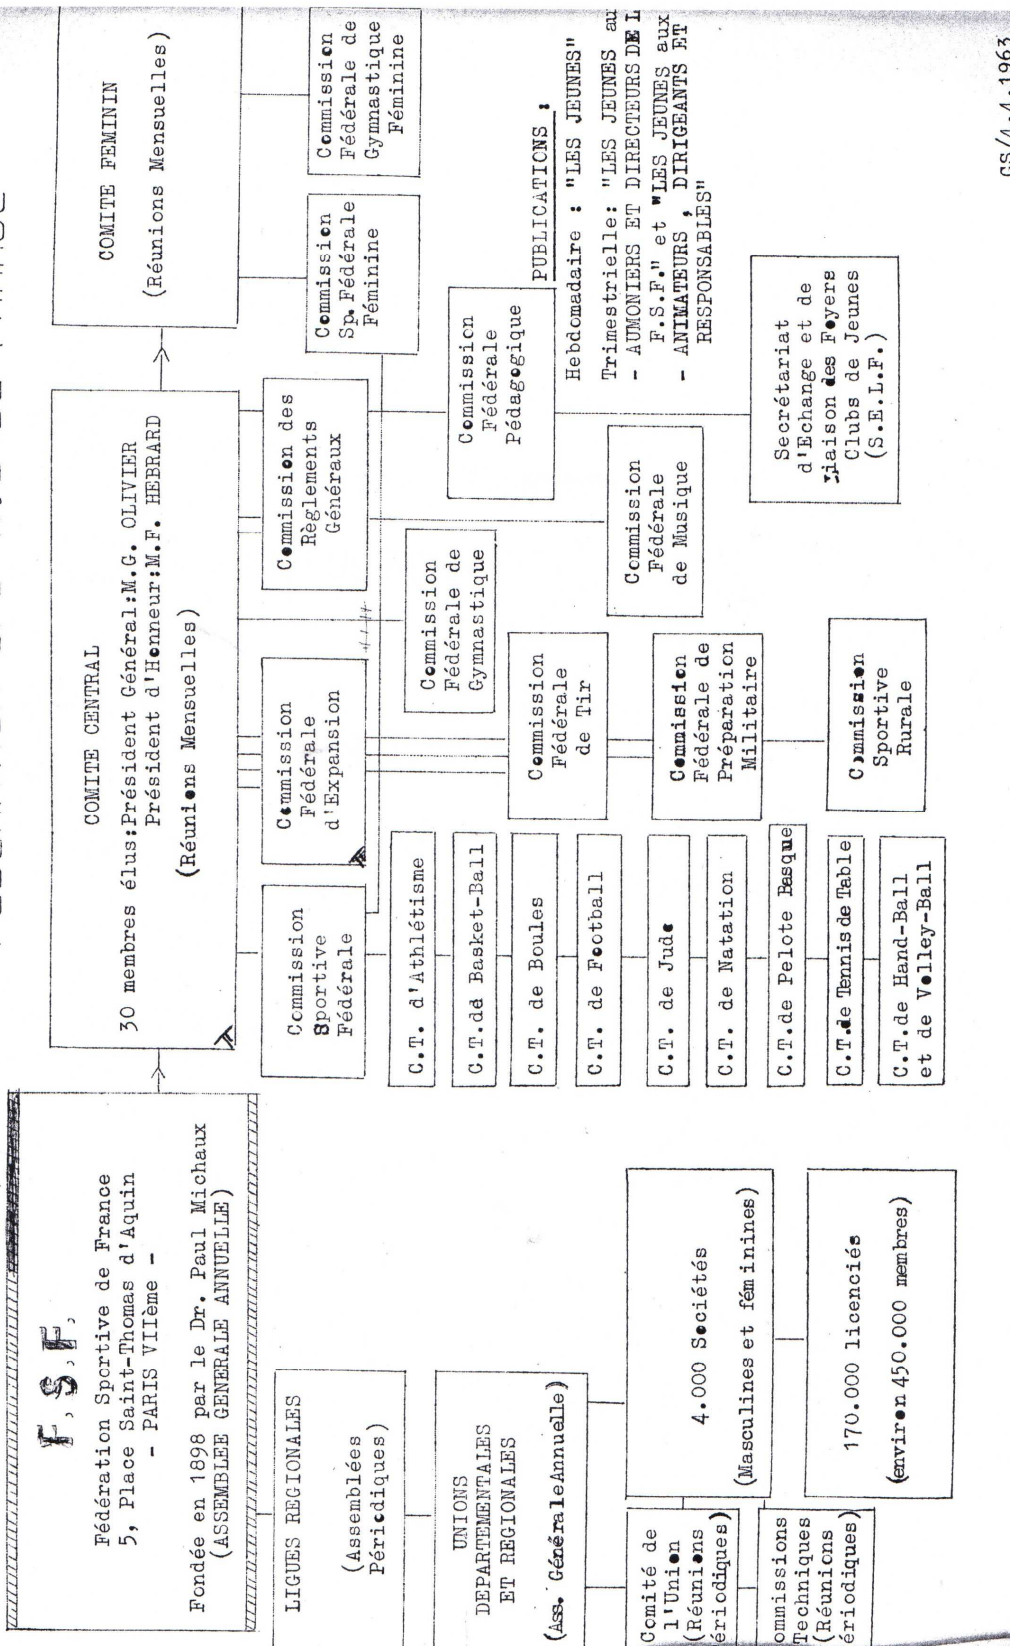 F.S.F.
Fédération Sportive de France
5, Place Saint-Thomas d'Aquin
- PARIS VIIème -
Fondée en 1898 par le Dr. Paul Michaux
(ASSEMBLEE GENERALE ANNUELLE)
LIGUES REGIONALES
(Assemblées
Périodiques)
UNIONS
DEPARTEMENTALES
ET REGIONALES
(Ass. Générale Annuelle)
Comité de
l'Union
(Réunions
ériodiques)
ommissions
Techniques
(Réunions
ériodiques)
4.000 Sociétés
(Masculines et féminines)
170.000 licenciés
(environ 450.000 membres)
COMITE CENTRAL
30 membres élus:Président Général:M.G. OLIVIER
Président d'Honneur:M.F. HEBRARD
(Réunions Mensuelles)
COMITE FEMININ
(Réunions Mensuelles)
Commission
Sportive
Fédérale
Commission
Fédérale
d'Expansion
Commission des
Règlements
Généraux
Commission
Sp. Fédérale
Féminine
Commission
Fédérale de
Gymnastique
Féminine
C.T. d'Athlétisme
C.T.de Basket-Ball
C.T. de Boules
C.T. de Football
C.T. de Judo
C.T. de Natation
C.T.de Pelote Basque
C.T.de Tennis de Table
C.T.de Hand-Ball
et de Volley-Ball
Commission
Fédérale de
Gymnastique
Commission
Fédérale
de Tir
Commission
Fédérale de
Préparation
Militaire
Commission
Sportive
Rurale
Commission
Fédérale
Pédagogique
Commission
Fédérale
de Musique
Secrétariat
d'Echange et de
Liaison des Foyers
Clubs de Jeunes
(S.E.L.F.)
PUBLICATIONS :
Hebdomadaire : "LES JEUNES"
Trimestrielle: "LES JEUNES au
- AUMONIERS ET DIRECTEURS DE L
F.S.F." et "LES JEUNES aux
- ANIMATEURS , DIRIGEANTS ET
RESPONSABLES"
GS/4.4.1963